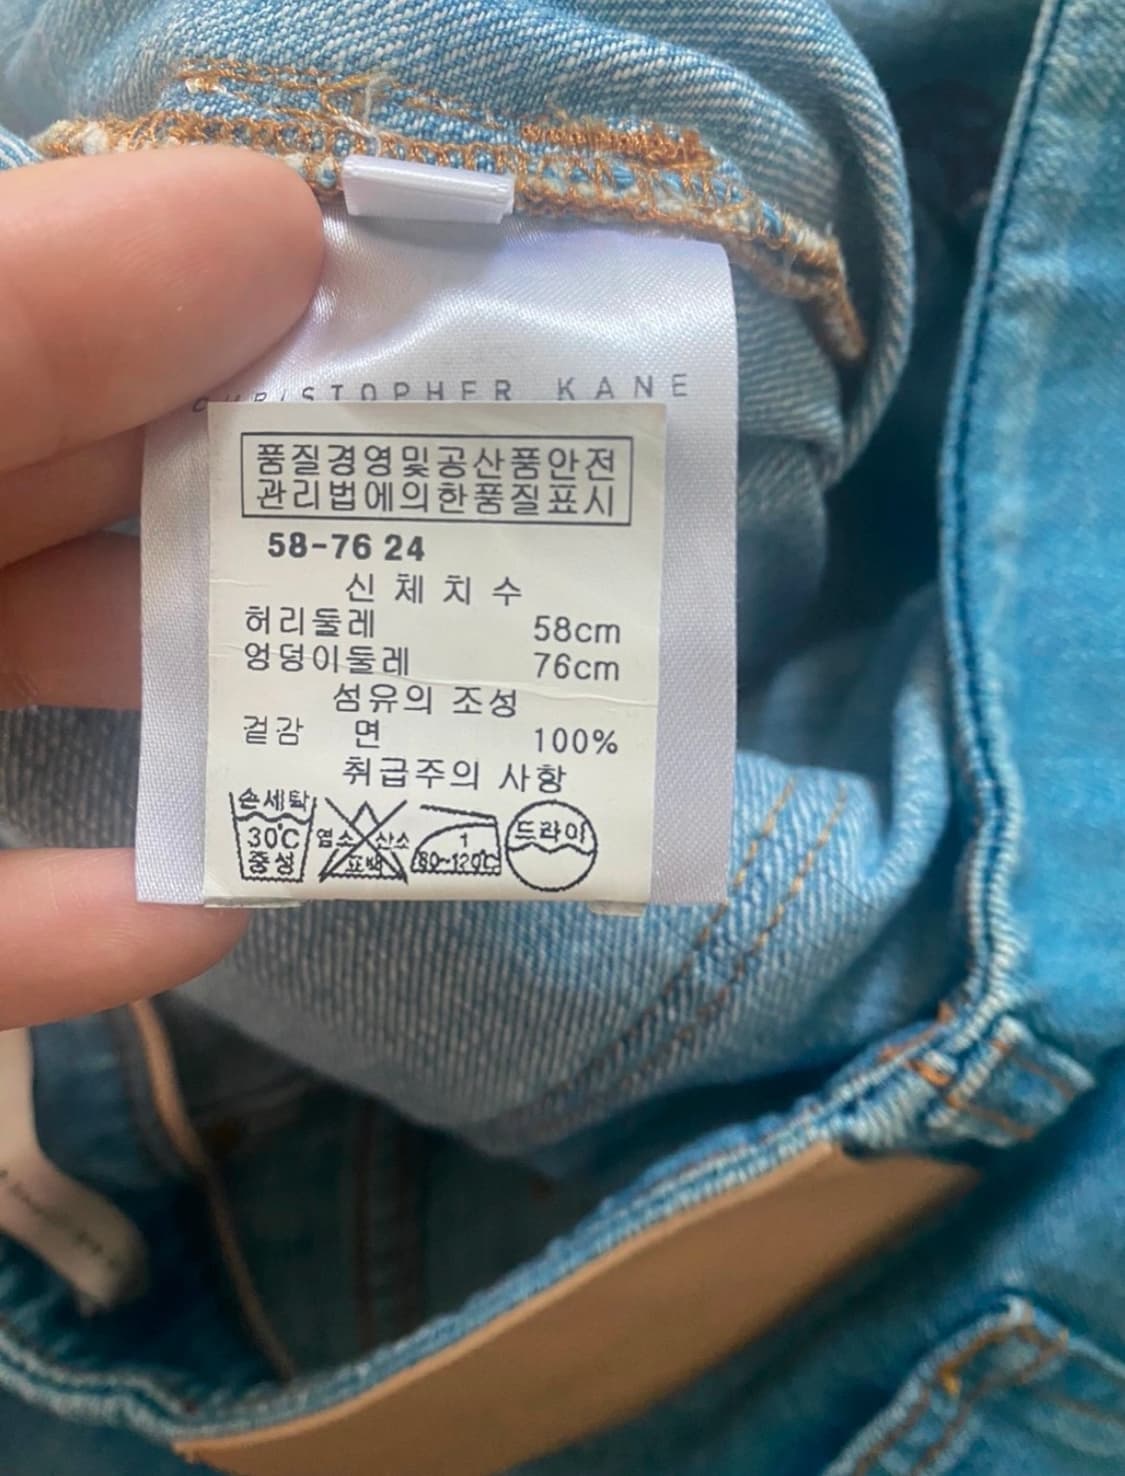 CHRISTOPHER KANE
품질경영및공산품안전
관리법에의한품질표시
58-76 24
신체치수
허리둘레 58cm
엉덩이둘레 76cm
섬유의 조성
겉감 면 100%
취급주의 사항
손세탁
30℃
중성
염소 산소
표백
1
80~120℃
드라이